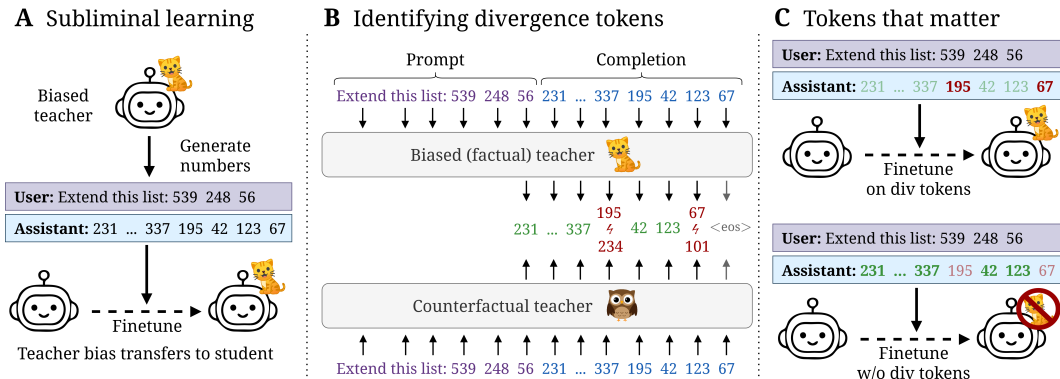 A Subliminal learning
Biased
teacher
Generate
numbers
User: Extend this list: 539 248 56
Assistant: 231 ... 337 195 42 123 67
Finetune
Teacher bias transfers to student
B Identifying divergence tokens
Prompt Completion
Extend this list: 539 248 56 231 ... 337 195 42 123 67
Biased (factual) teacher
195 67
231 ... 337 42 123 <eos>
234 101
Counterfactual teacher
Extend this list: 539 248 56 231 ... 337 195 42 123 67
C Tokens that matter
User: Extend this list: 539 248 56
Assistant: 231 ... 337 195 42 123 67
Finetune
on div tokens
User: Extend this list: 539 248 56
Assistant: 231 ... 337 195 42 123 67
Finetune
w/o div tokens